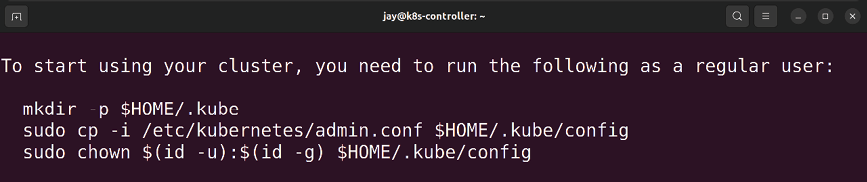 jay@k8s-controller: ~
To start using your cluster, you need to run the following as a regular user:
mkdir -p $HOME/.kube
sudo cp -i /etc/kubernetes/admin.conf $HOME/.kube/config
sudo chown $(id -u):$(id -g) $HOME/.kube/config